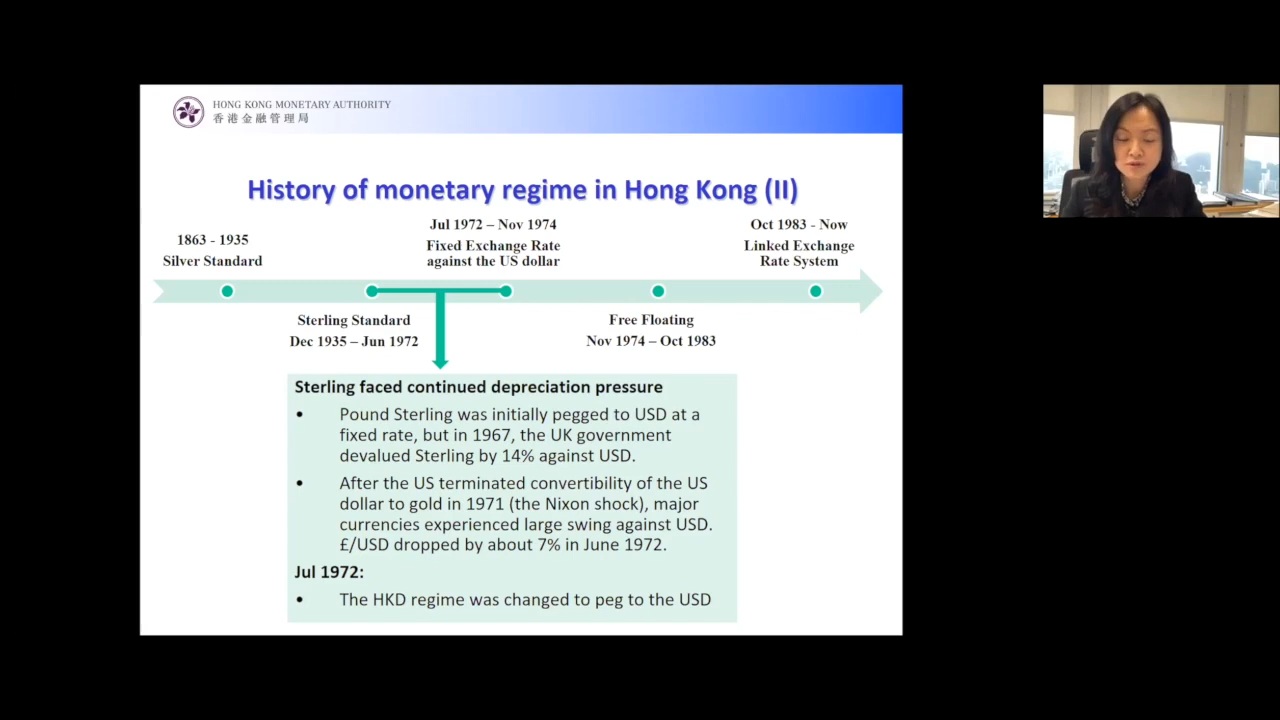 HONG KONG MONETARY AUTHORITY
香港金融管理局
History of monetary regime in Hong Kong (II)
1863 - 1935
Silver Standard
Jul 1972 – Nov 1974
Fixed Exchange Rate
against the US dollar
Oct 1983 - Now
Linked Exchange
Rate System
Sterling Standard
Dec 1935 – Jun 1972
Free Floating
Nov 1974 – Oct 1983
Sterling faced continued depreciation pressure
• Pound Sterling was initially pegged to USD at a
fixed rate, but in 1967, the UK government
devalued Sterling by 14% against USD.
• After the US terminated convertibility of the US
dollar to gold in 1971 (the Nixon shock), major
currencies experienced large swing against USD.
£/USD dropped by about 7% in June 1972.
Jul 1972:
• The HKD regime was changed to peg to the USD